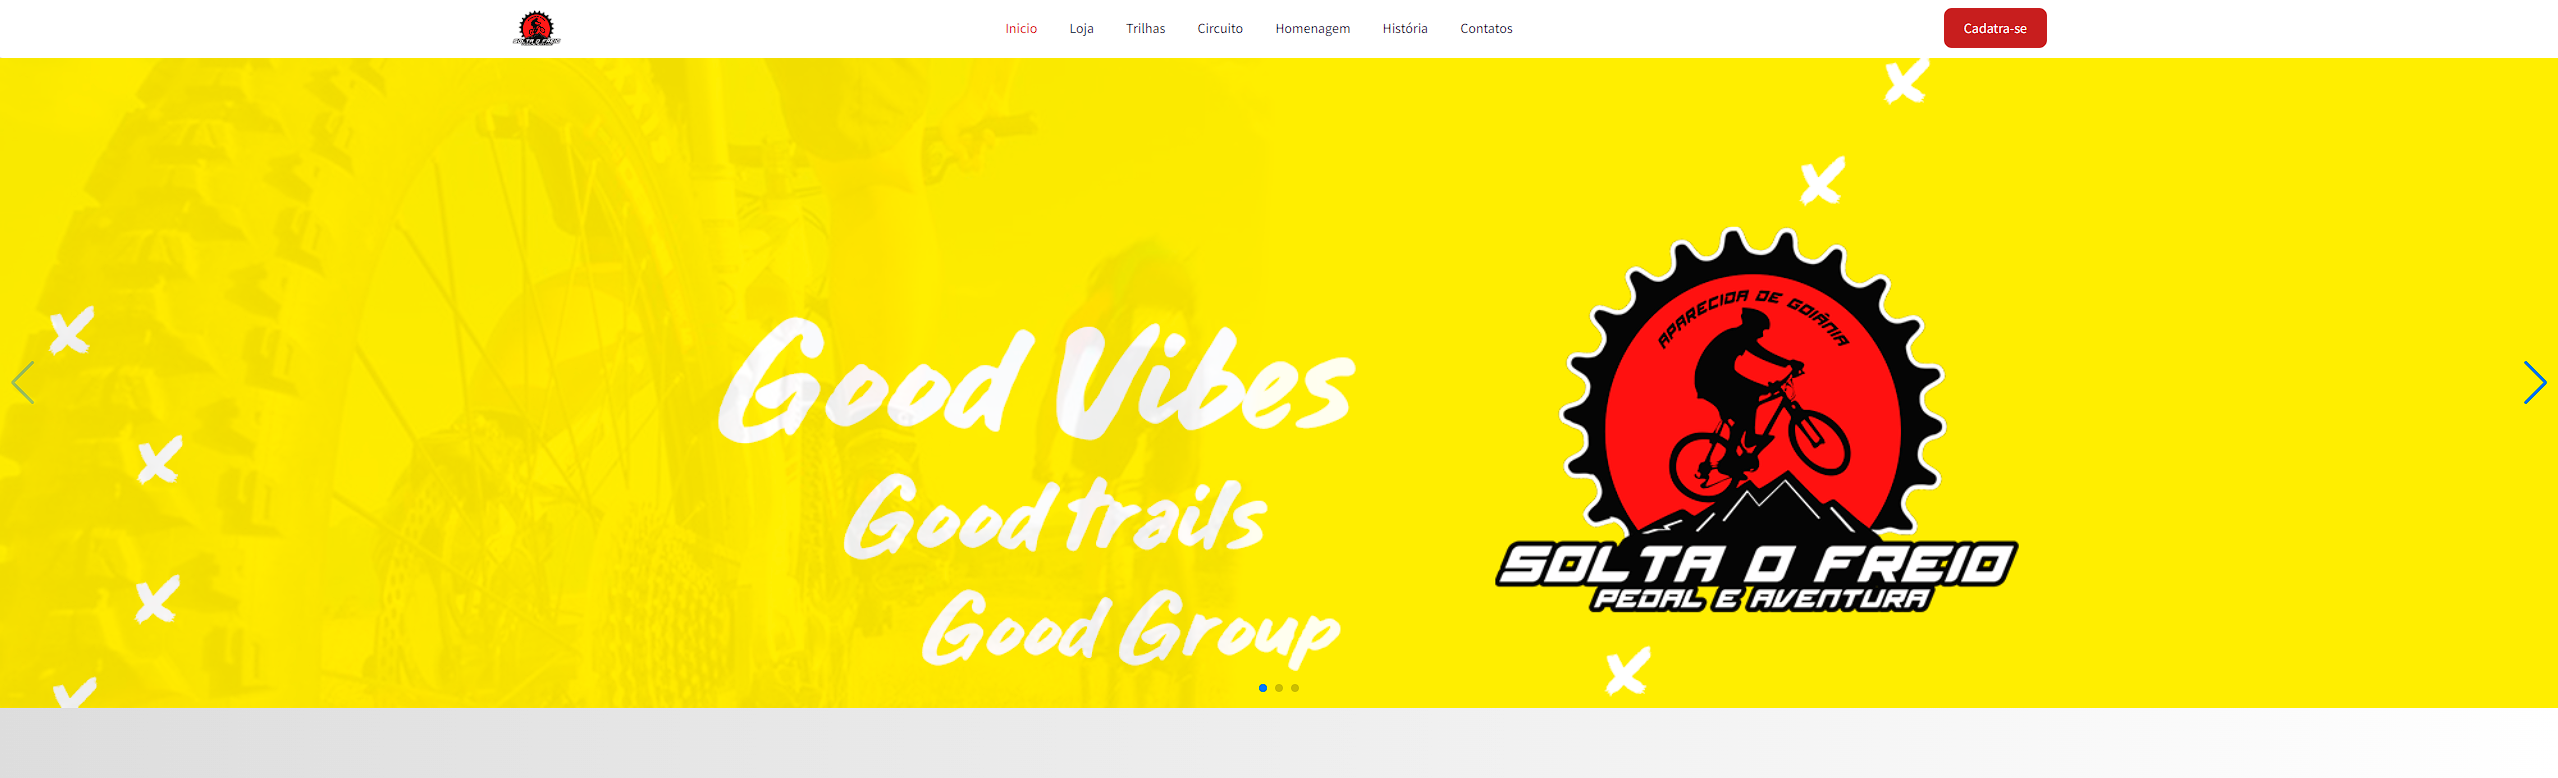 Inicio Loja Trilhas Circuito Homenagem História Contatos Cadatra-se
Good Vibes
Good trails
Good Group
APARECIDA DE GOIÂNIA
SOLTA O FREIO
PEDAL E AVENTURA